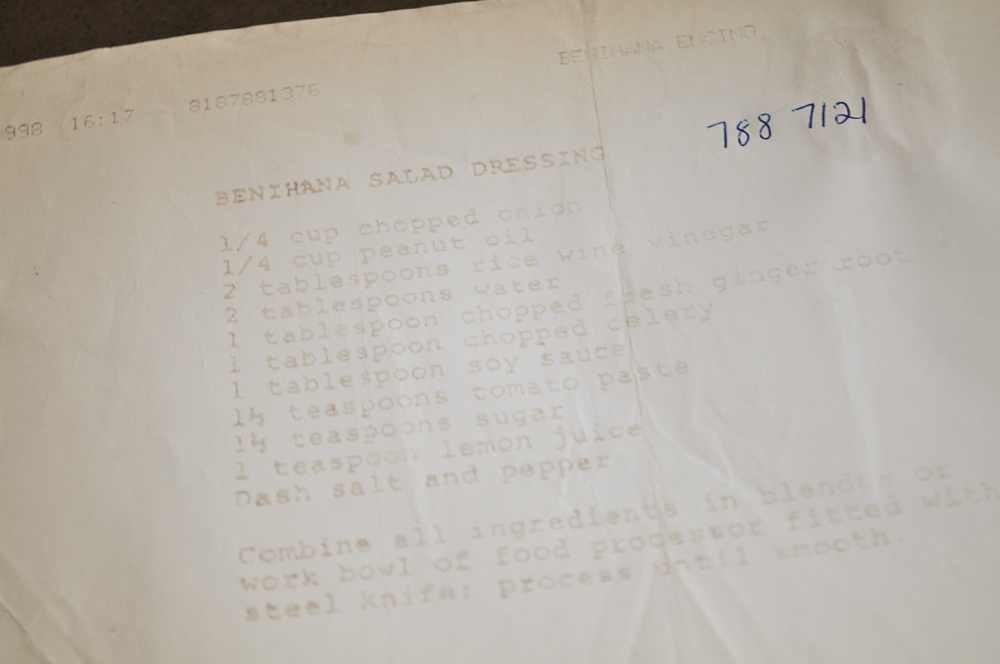 998 16:17 8187881376 BENIHANA ENCINO
788 7121
BENIHANA SALAD DRESSING
1/4 cup chopped onion
1/4 cup peanut oil
2 tablespoons rice wine vinegar
2 tablespoons water
1 tablespoon chopped fresh ginger root
1 tablespoon chopped celery
1 tablespoon soy sauce
1½ teaspoons tomato paste
1½ teaspoons sugar
1 teaspoon lemon juice
Dash salt and pepper
Combine all ingredients in blender or
work bowl of food processor fitted with
steel knife; process until smooth.